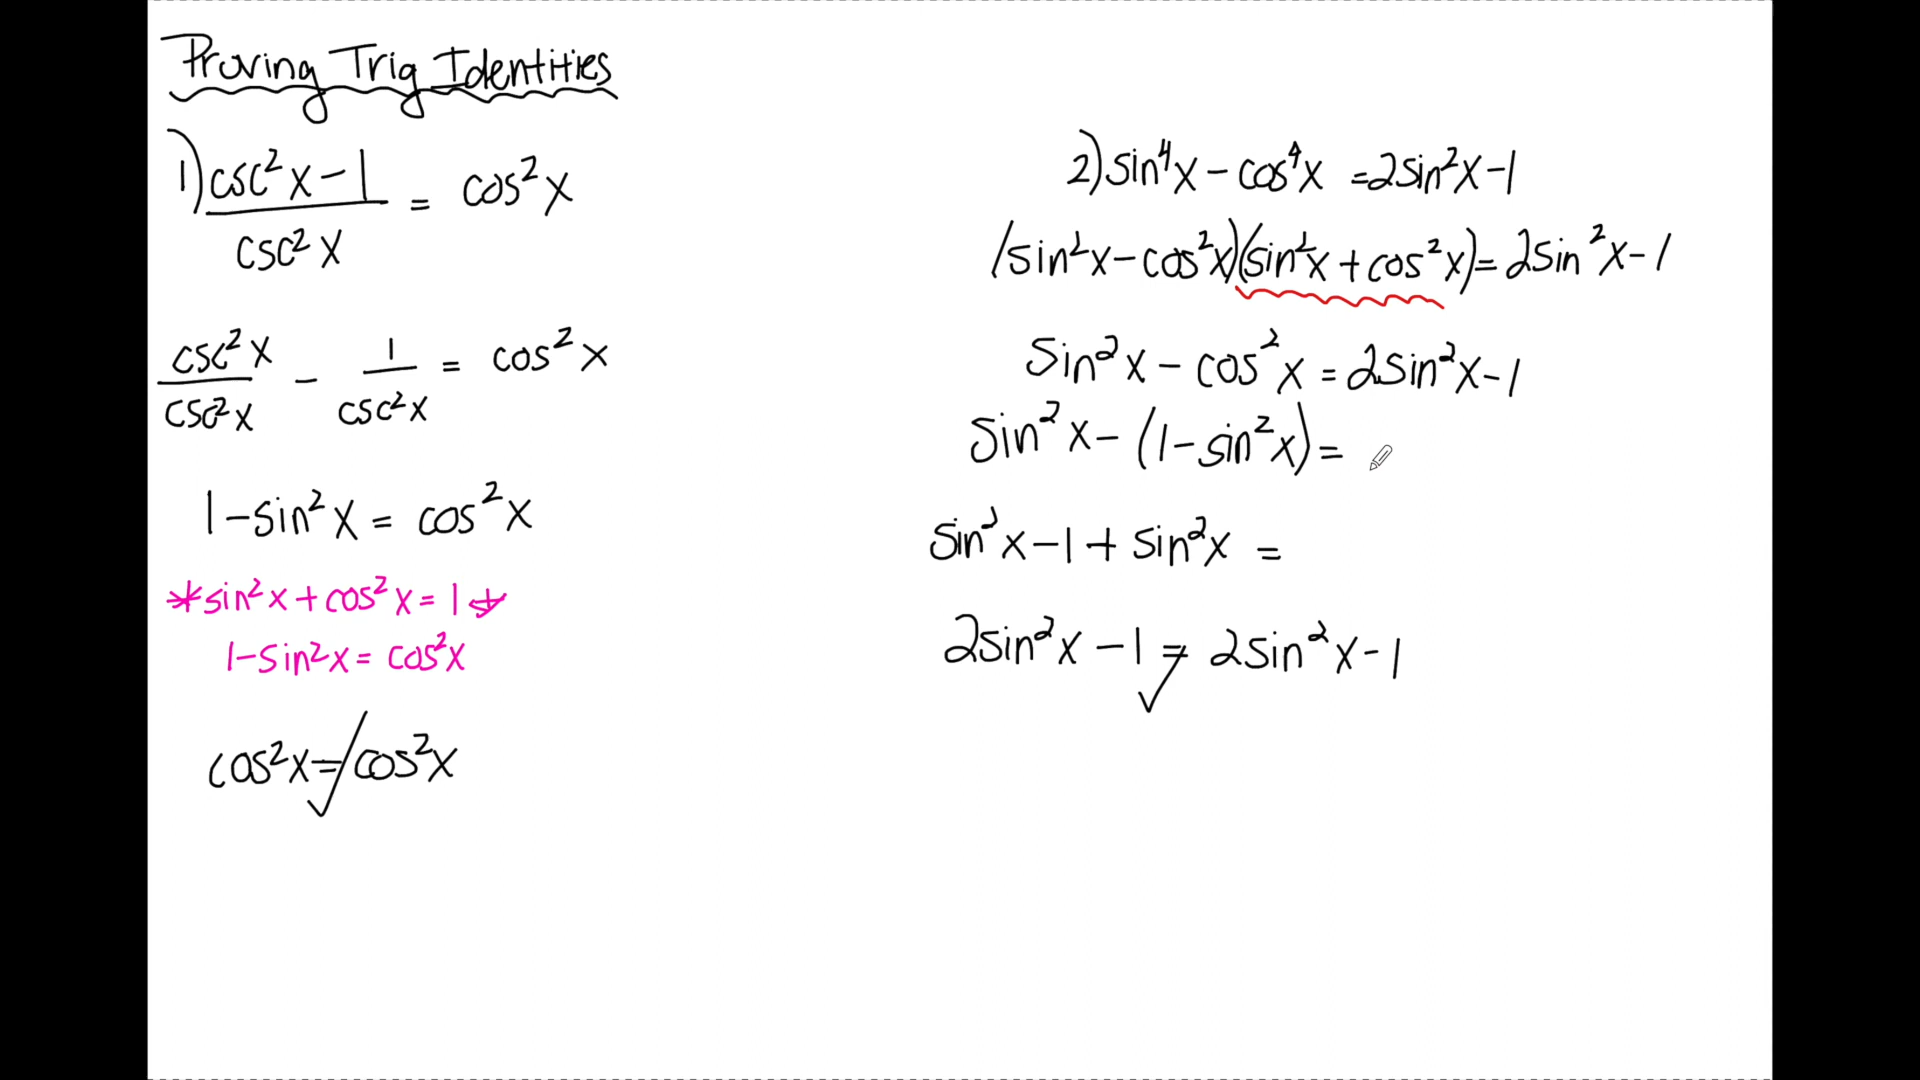 Proving Trig Identities
1) csc²x - 1 / csc²x = cos²x
csc²x / csc²x - 1 / csc²x = cos²x
1 - sin²x = cos²x
*sin²x + cos²x = 1*
1 - sin²x = cos²x
cos²x = cos²x ✓
2) sin⁴x - cos⁴x = 2sin²x - 1
(sin²x - cos²x)(sin²x + cos²x) = 2sin²x - 1
sin²x - cos²x = 2sin²x - 1
sin²x - (1 - sin²x) =
sin²x - 1 + sin²x =
2sin²x - 1 = 2sin²x - 1 ✓